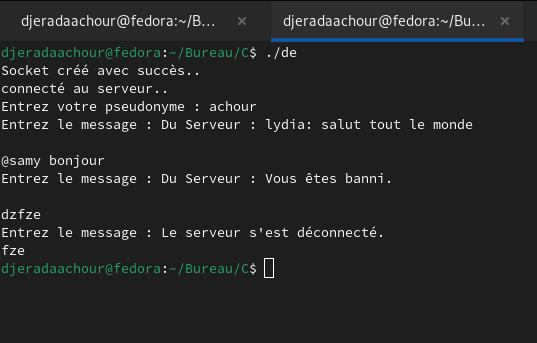 djeradaachour@fedora:~/B... × djeradaachour@fedora:~/Bu... ×
djeradaachour@fedora:~/Bureau/C$ ./de
Socket créé avec succès..
connecté au serveur..
Entrez votre pseudonyme : achour
Entrez le message : Du Serveur : lydia: salut tout le monde
@samy bonjour
Entrez le message : Du Serveur : Vous êtes banni.
dzfze
Entrez le message : Le serveur s'est déconnecté.
fze
djeradaachour@fedora:~/Bureau/C$